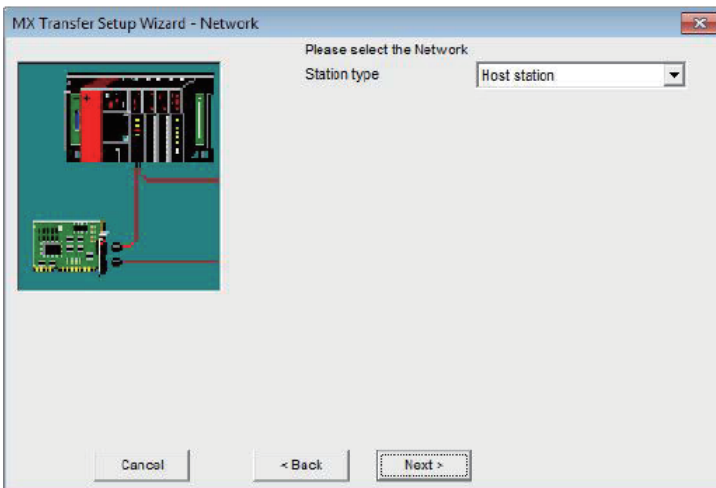 MX Transfer Setup Wizard - Network
Please select the Network
Station type
Host station
Cancel
< Back
Next >